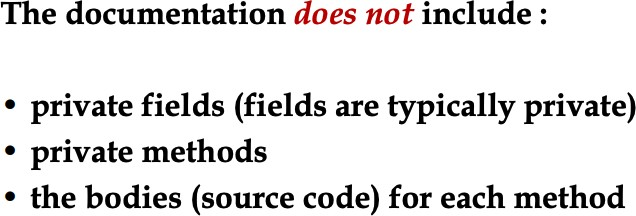 The documentation does not include :
• private fields (fields are typically private)
• private methods
• the bodies (source code) for each method